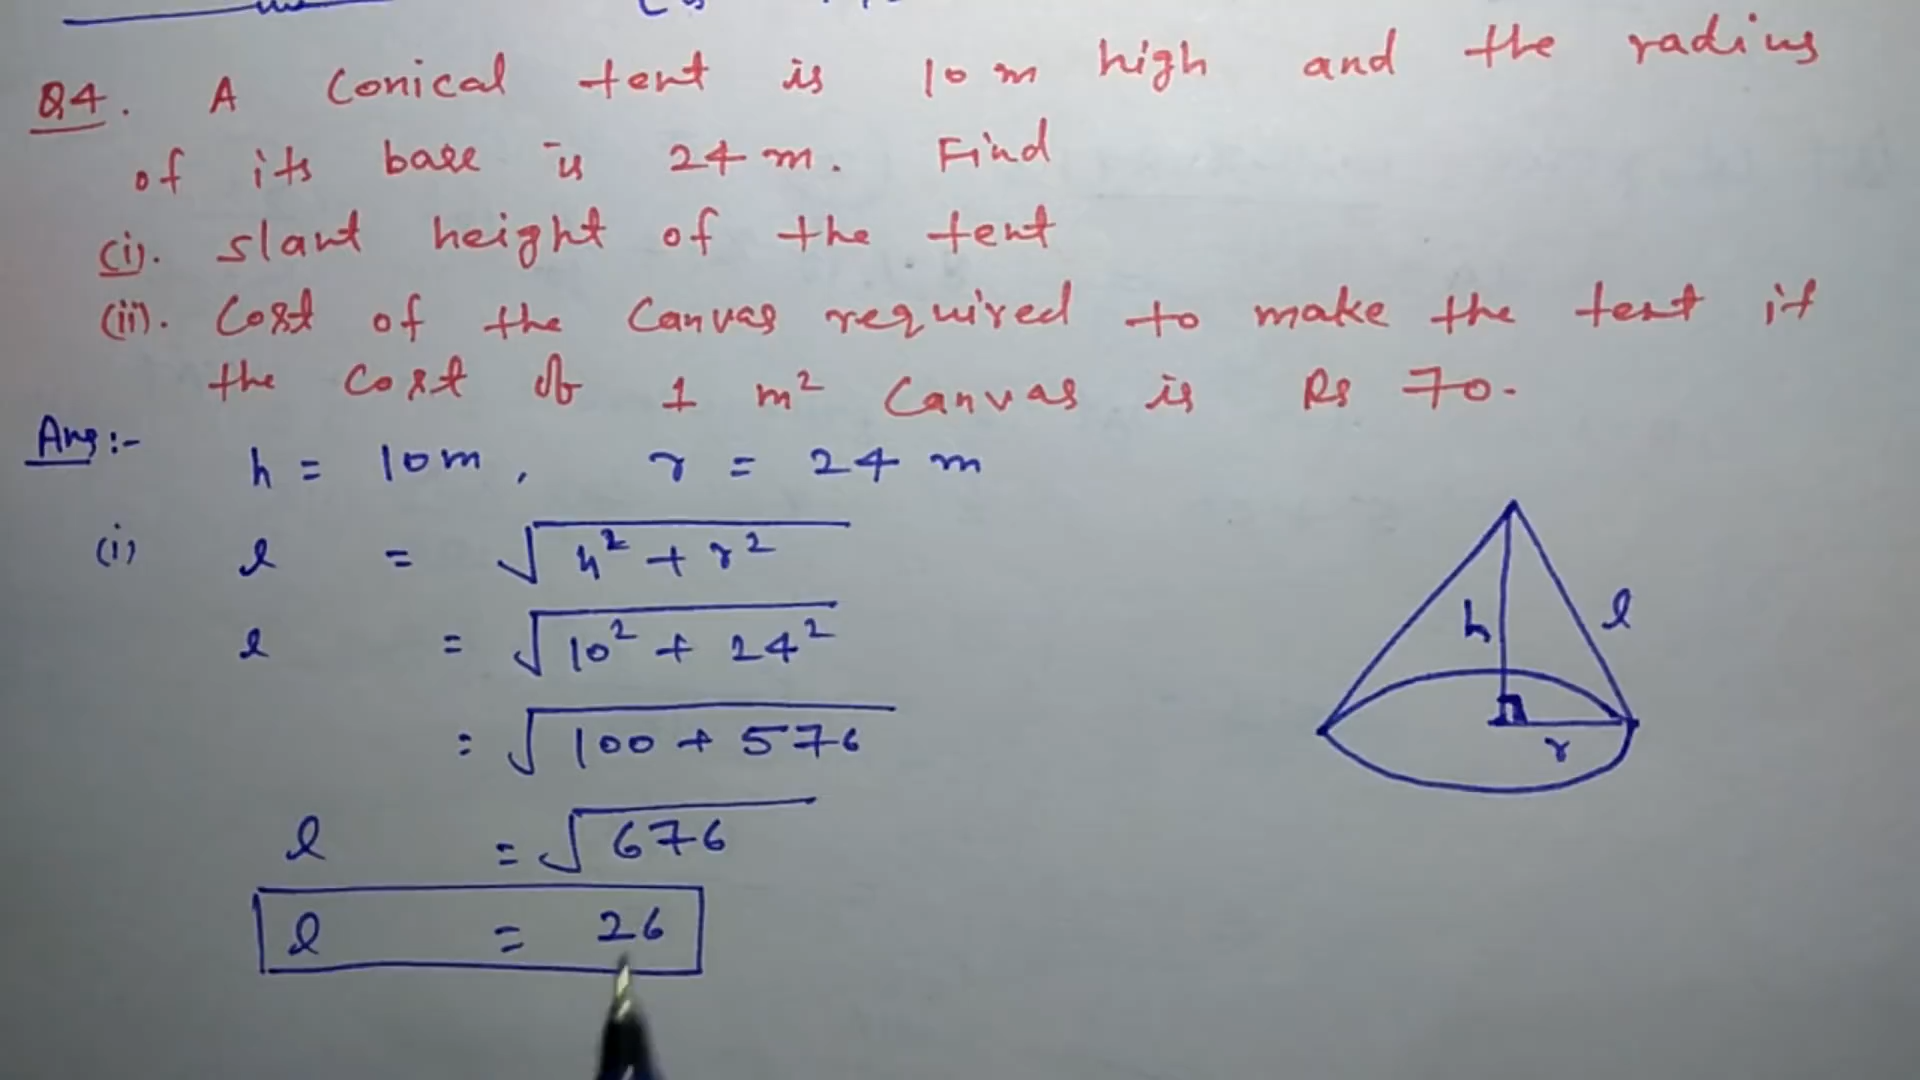 Q4. A Conical tent is 10 m high and the radius
of its base is 24 m. Find
(i). slant height of the tent
(ii). Cost of the Canvas required to make the tent if
the cost of 1 m² Canvas is Rs 70.
Ans:- h = 10m, r = 24 m
(i) l = √h² + r²
l = √10² + 24²
= √100 + 576
l = √676
l = 26
h
l
r